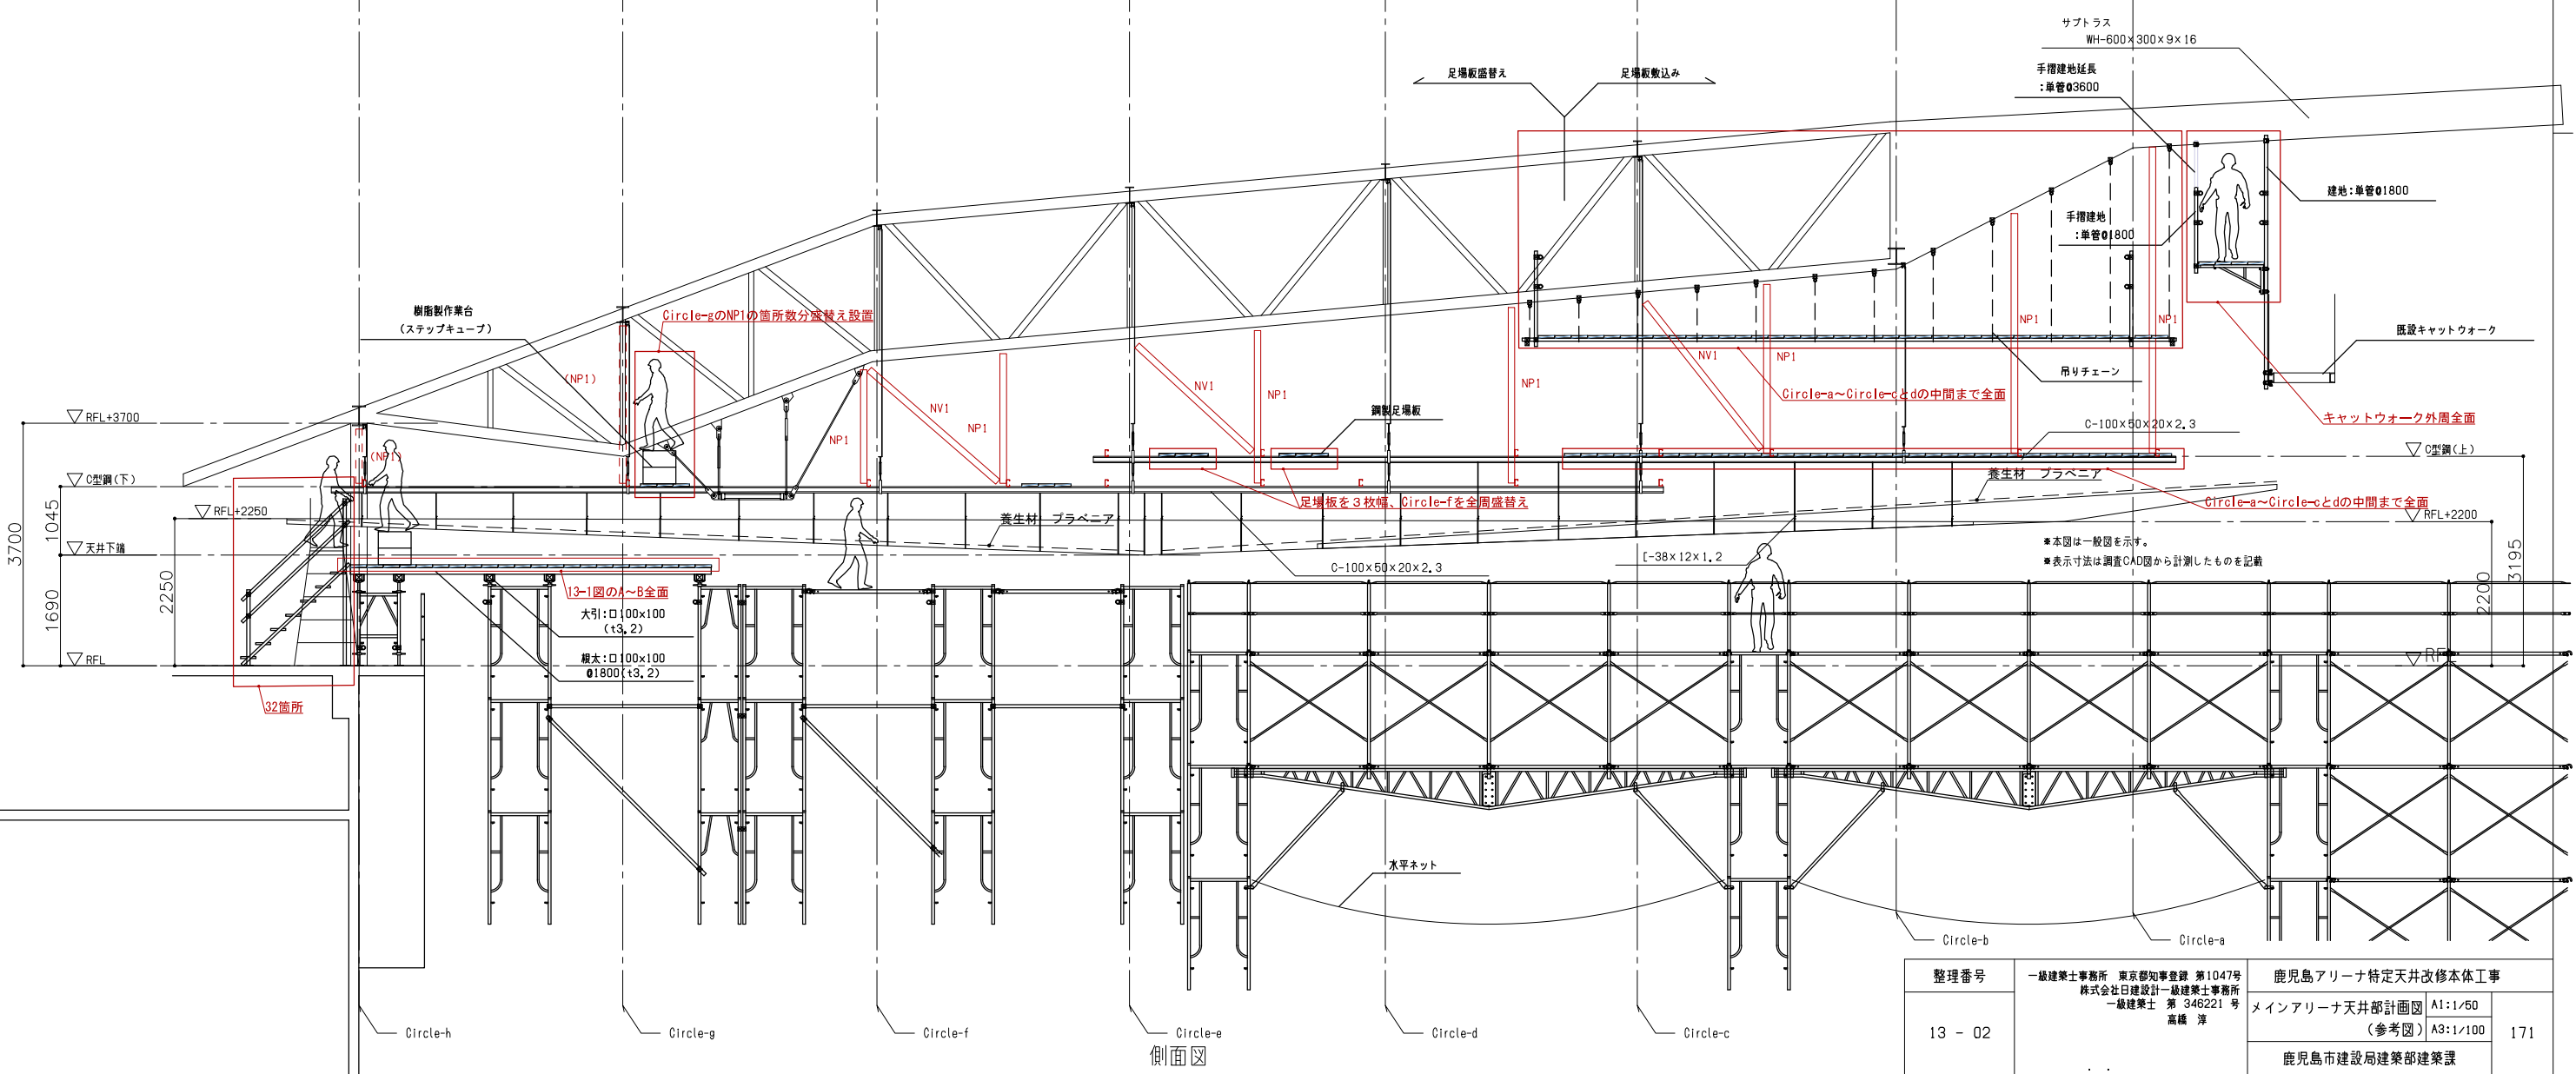 サブトラス
WH-600×300×9×16
手摺建地延長
:単管@3600
足場板盛替え
足場板敷込み
建地:単管@1800
手摺建地
:単管@1800
樹脂製作業台
(ステップキューブ)
Circle-gのNP1の箇所数分盛替え設置
既設キャットウォーク
吊りチェーン
(NP1)
(NP1)
NP1
NV1
NP1
NV1
NP1
NP1
NV1
NP1
NP1
NP1
Circle-a～Circle-cとdの中間まで全面
キャットウォーク外周全面
鋼製足場板
C-100×50×20×2.3
RFL+3700
C型鋼(下)
RFL+2250
天井下端
RFL
C型鋼(上)
RFL+2200
RFL
養生材 プラベニア
養生材 プラベニア
足場板を3枚幅、Circle-fを全周盛替え
Circle-a～Circle-cとdの中間まで全面
C-100×50×20×2.3
[-38×12×1.2
※本図は一般図を示す。
※表示寸法は調査CAD図から計測したものを記載
3700
1045
1690
2250
3195
2200
13-1図のA～B全面
大引:□100×100
(t3.2)
根太:□100×100
@1800(t3.2)
32箇所
水平ネット
Circle-h
Circle-g
Circle-f
Circle-e
Circle-d
Circle-c
Circle-b
Circle-a
側面図
整理番号
13 - 02
一級建築士事務所 東京都知事登録 第1047号
株式会社日建設計一級建築士事務所
一級建築士 第 346221 号
高橋 淳
鹿児島アリーナ特定天井改修本体工事
メインアリーナ天井部計画図
(参考図)
A1:1/50
A3:1/100
171
鹿児島市建設局建築部建築課